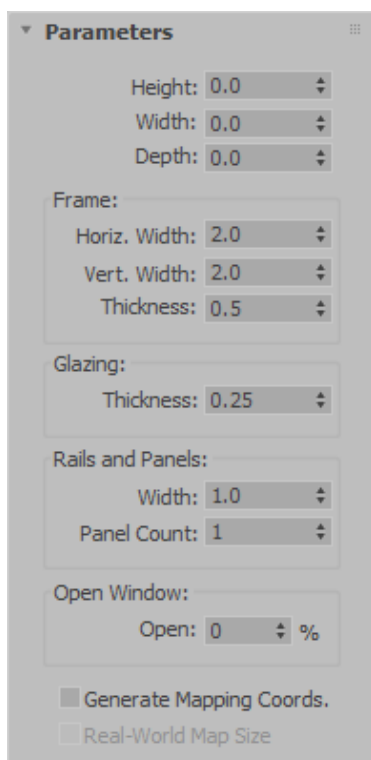 Parameters
Height: 0.0
Width: 0.0
Depth: 0.0
Frame:
Horiz. Width: 2.0
Vert. Width: 2.0
Thickness: 0.5
Glazing:
Thickness: 0.25
Rails and Panels:
Width: 1.0
Panel Count: 1
Open Window:
Open: 0 %
Generate Mapping Coords.
Real-World Map Size